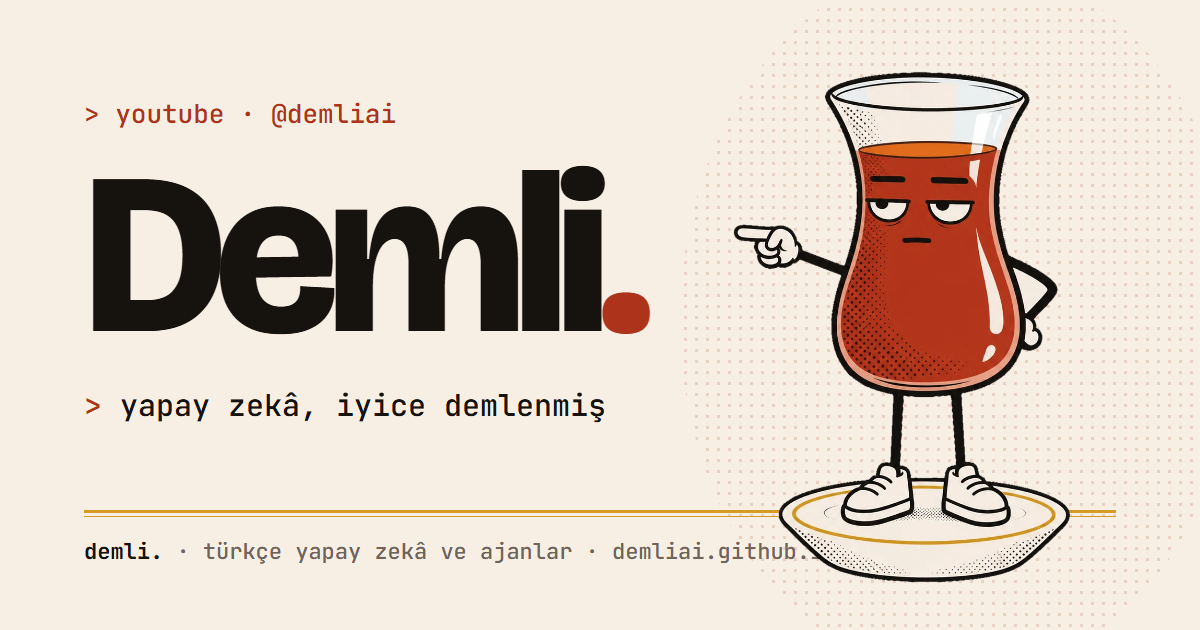 > youtube · @demliai
Demli.
> yapay zekâ, iyice demlenmiş
demli. · türkçe yapay zekâ ve ajanlar · demliai.github.